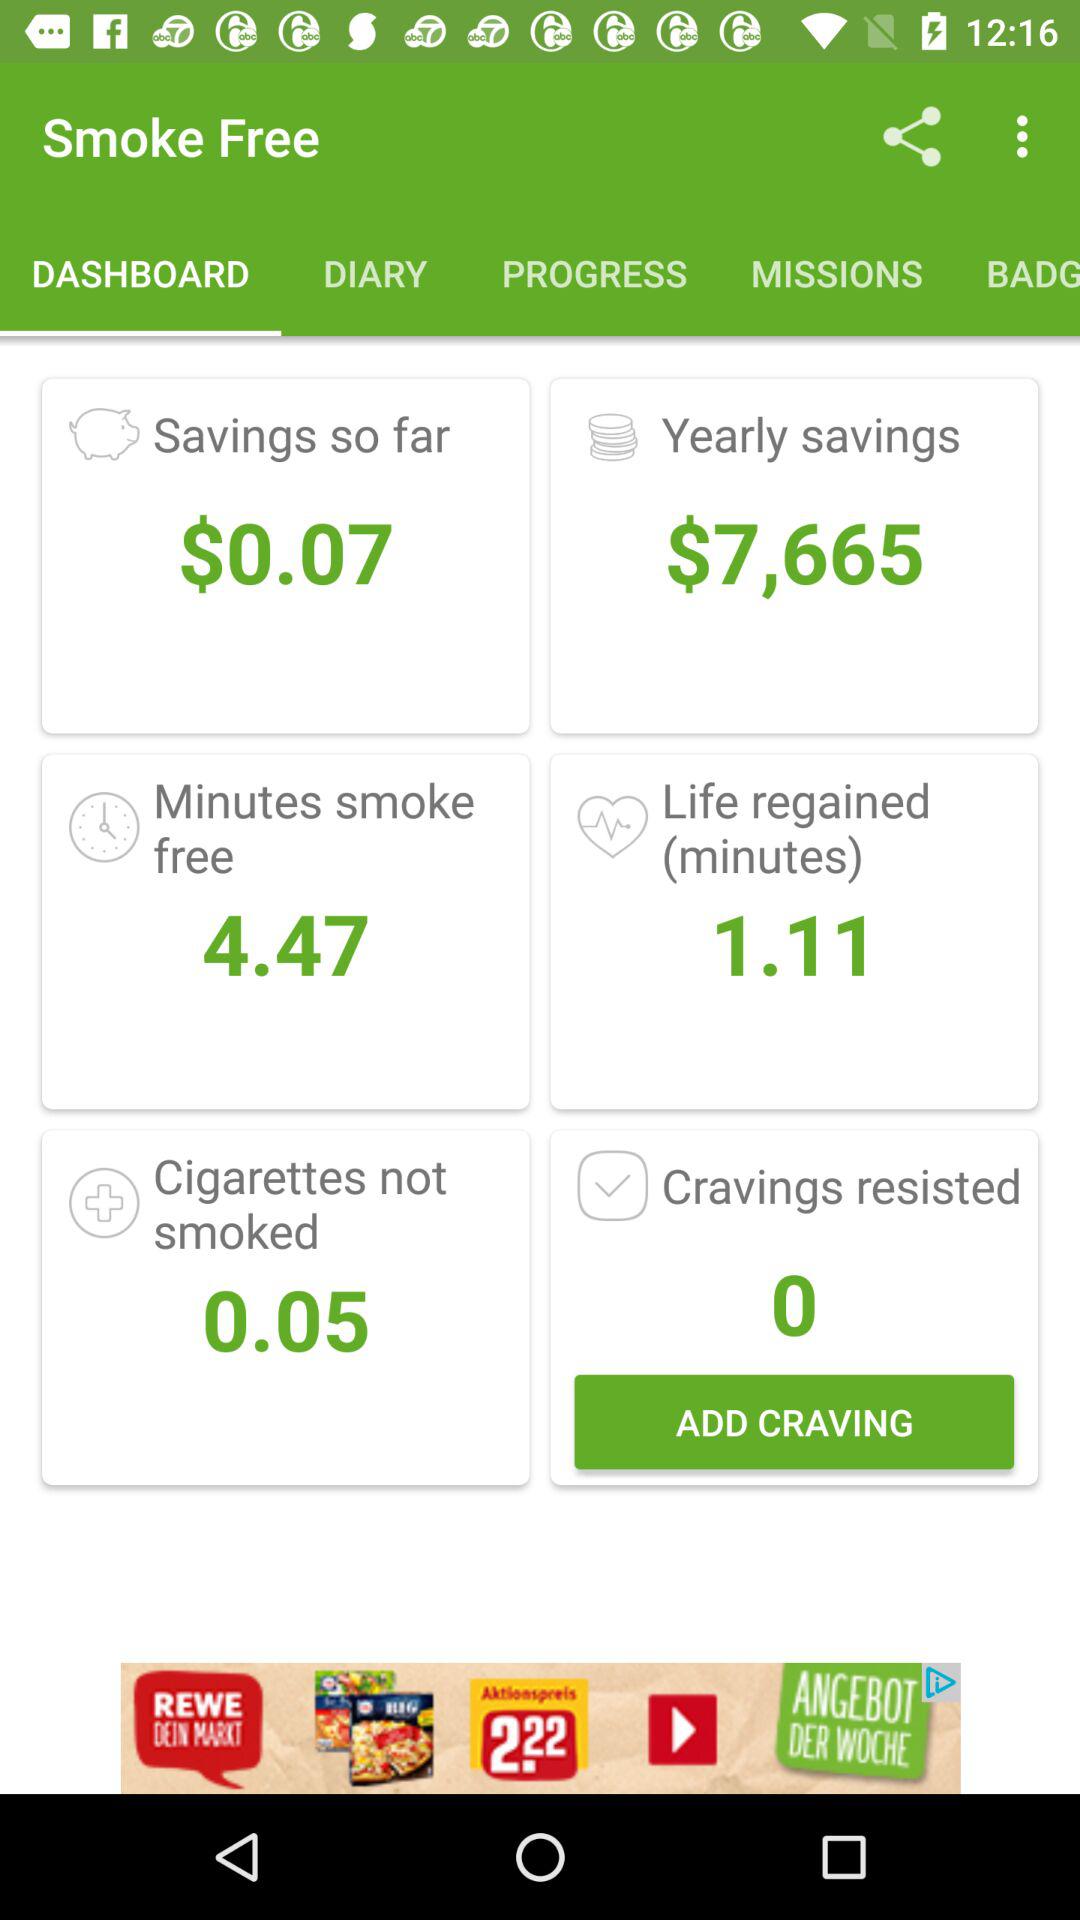 12:16
Smoke Free
DASHBOARD DIARY PROGRESS MISSIONS BADG
Savings so far
$0.07
Yearly savings
$7,665
Minutes smoke
free
4.47
Life regained
(minutes)
1.11
Cigarettes not
smoked
0.05
Cravings resisted
0
ADD CRAVING
REWE
DEIN MARKT
BIG
Aktionspreis
2.22
ANGEBOT
DER WOCHE